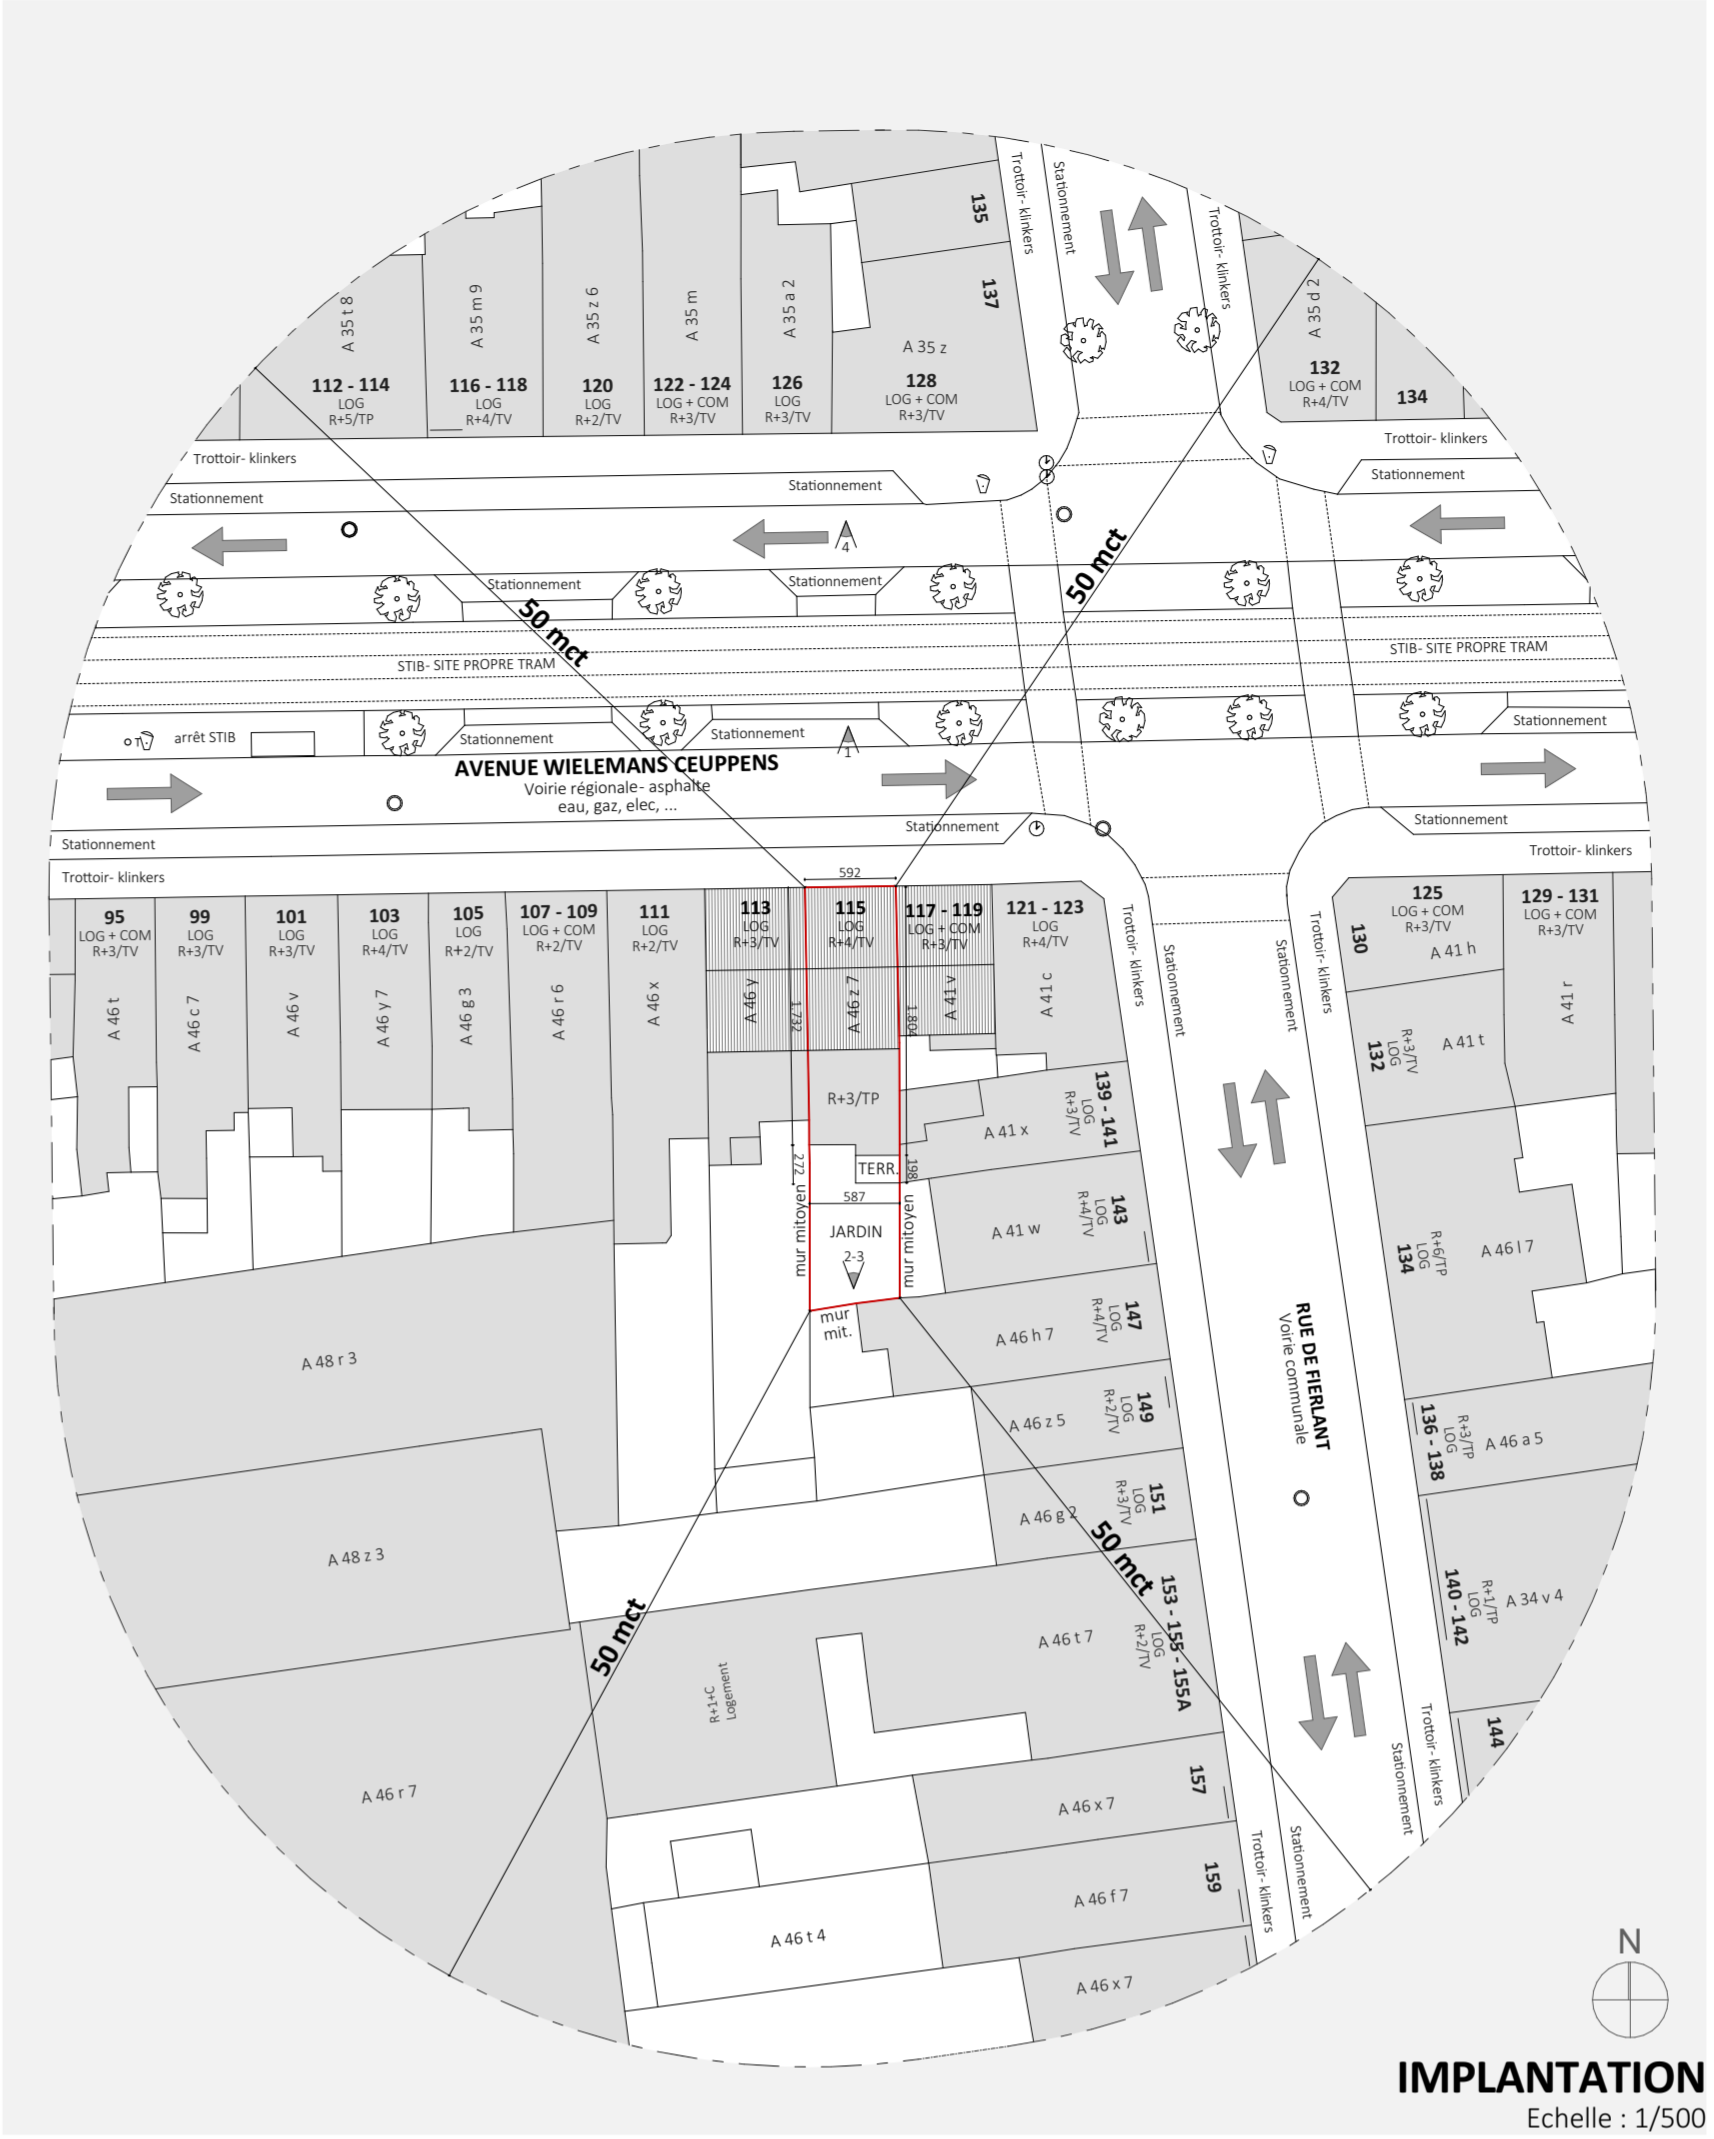 Trottoir- klinkers
Stationnement
Trottoir- klinkers
135
137
A 35 t 8
A 35 m 9
A 35 z 6
A 35 m
A 35 a 2
A 35 z
A 35 d 2
112 - 114
LOG
R+5/TP
116 - 118
LOG
R+4/TV
120
LOG
R+2/TV
122 - 124
LOG + COM
R+3/TV
126
LOG
R+3/TV
128
LOG + COM
R+3/TV
132
LOG + COM
R+4/TV
134
Trottoir- klinkers
Trottoir- klinkers
Stationnement
Stationnement
Stationnement
4
50 mct
50 mct
Stationnement
Stationnement
STIB- SITE PROPRE TRAM
STIB- SITE PROPRE TRAM
T
arrêt STIB
Stationnement
Stationnement
1
Stationnement
AVENUE WIELEMANS CEUPPENS
Voirie régionale- asphalte
eau, gaz, elec, ...
Stationnement
Stationnement
Stationnement
Trottoir- klinkers
Trottoir- klinkers
592
95
LOG + COM
R+3/TV
99
LOG
R+3/TV
101
LOG
R+3/TV
103
LOG
R+4/TV
105
LOG
R+2/TV
107 - 109
LOG + COM
R+2/TV
111
LOG
R+2/TV
113
LOG
R+3/TV
115
LOG
R+4/TV
117 - 119
LOG + COM
R+3/TV
121 - 123
LOG
R+4/TV
125
LOG + COM
R+3/TV
129 - 131
LOG + COM
R+3/TV
A 46 t
A 46 c 7
A 46 v
A 46 y 7
A 46 g 3
A 46 r 6
A 46 x
A 46 y
1.732
A 46 z 7
1.804
A 41 v
A 41 c
Trottoir- klinkers
Stationnement
Stationnement
Trottoir- klinkers
130
A 41 h
A 41 r
132
LOG
R+3/TV
A 41 t
R+3/TP
139 - 141
LOG
R+3/TV
A 41 x
272
TERR.
198
587
mur mitoyen
JARDIN
2-3
mur mitoyen
mur
mit.
A 41 w
143
LOG
R+4/TV
134
LOG
R+6/TP
A 46 l 7
147
LOG
R+4/TV
A 46 h 7
RUE DE FIERLANT
Voirie communale
A 48 r 3
149
LOG
R+2/TV
A 46 z 5
136 - 138
LOG
R+3/TP
A 46 a 5
151
LOG
R+3/TV
A 46 g 2
A 48 z 3
50 mct
50 mct
153 - 155 - 155A
LOG
R+2/TV
A 46 t 7
140 - 142
LOG
R+1/TP
A 34 v 4
Logement
R+1+C
144
Trottoir- klinkers
Stationnement
A 46 r 7
157
A 46 x 7
Trottoir- klinkers
Stationnement
159
A 46 f 7
A 46 t 4
A 46 x 7
N
IMPLANTATION
Echelle : 1/500